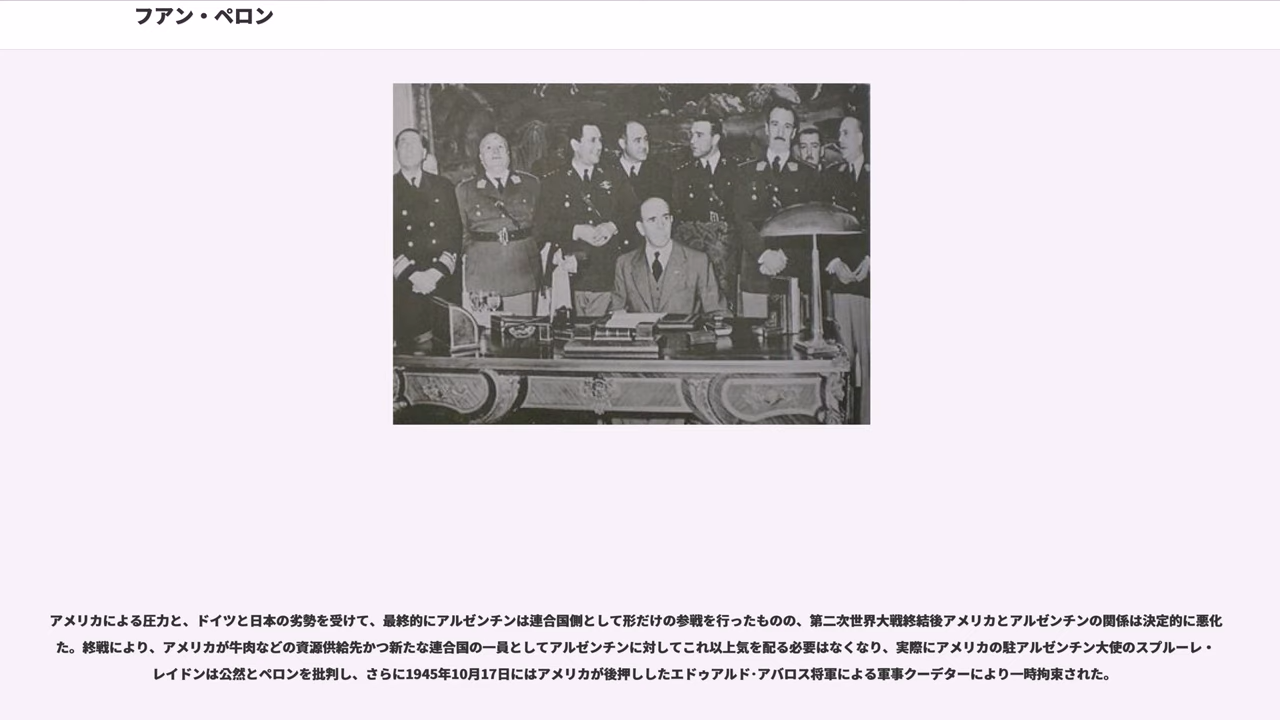 フアン・ペロン
アメリカによる圧力と、ドイツと日本の劣勢を受けて、最終的にアルゼンチンは連合国側として形だけの参戦を行ったものの、第二次世界大戦終結後アメリカとアルゼンチンの関係は決定的に悪化
た。終戦により、アメリカが牛肉などの資源供給先かつ新たな連合国の一員としてアルゼンチンに対してこれ以上気を配る必要はなくなり、実際にアメリカの駐アルゼンチン大使のスプルーレ・
レイドンは公然とペロンを批判し、さらに1945年10月17日にはアメリカが後押ししたエドゥアルド･アバロス将軍による軍事クーデターにより一時拘束された。